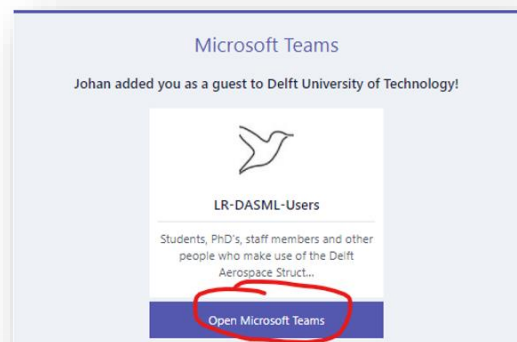 Microsoft Teams
Johan added you as a guest to Delft University of Technology!
LR-DASML-Users
Students, PhD's, staff members and other
people who make use of the Delft
Aerospace Struct...
Open Microsoft Teams